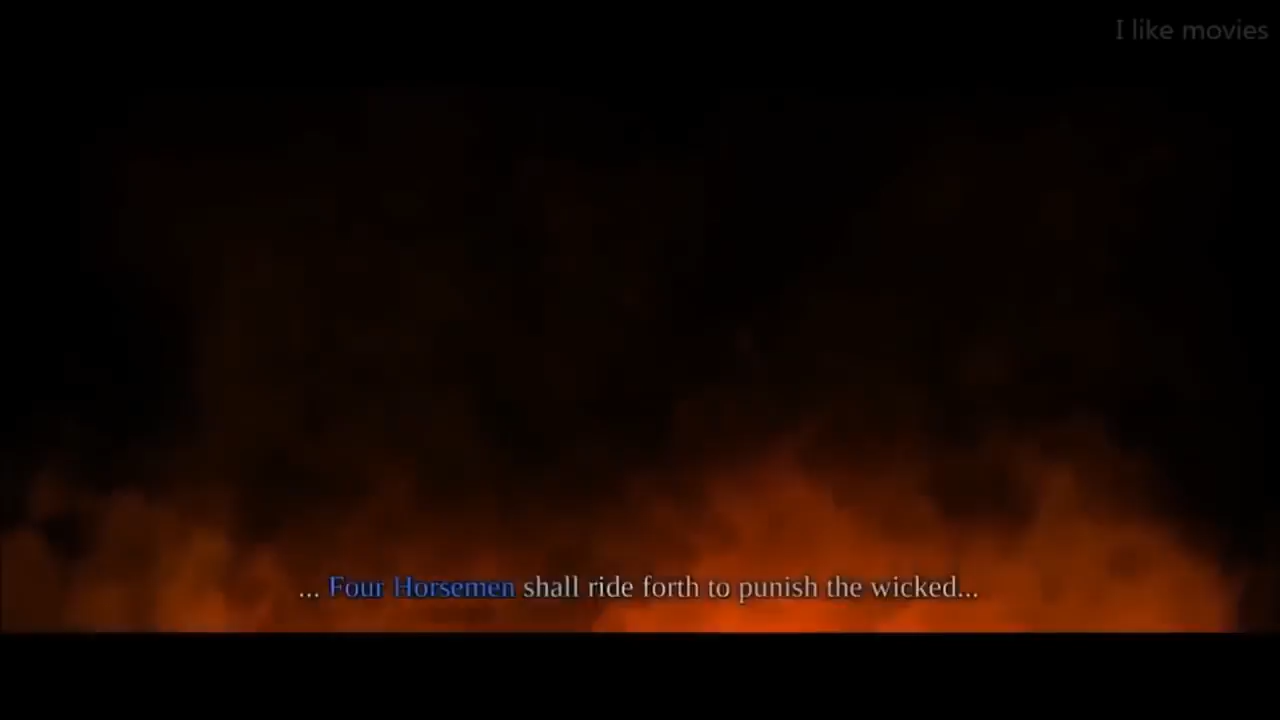 I like movies
... Four Horsemen shall ride forth to punish the wicked...